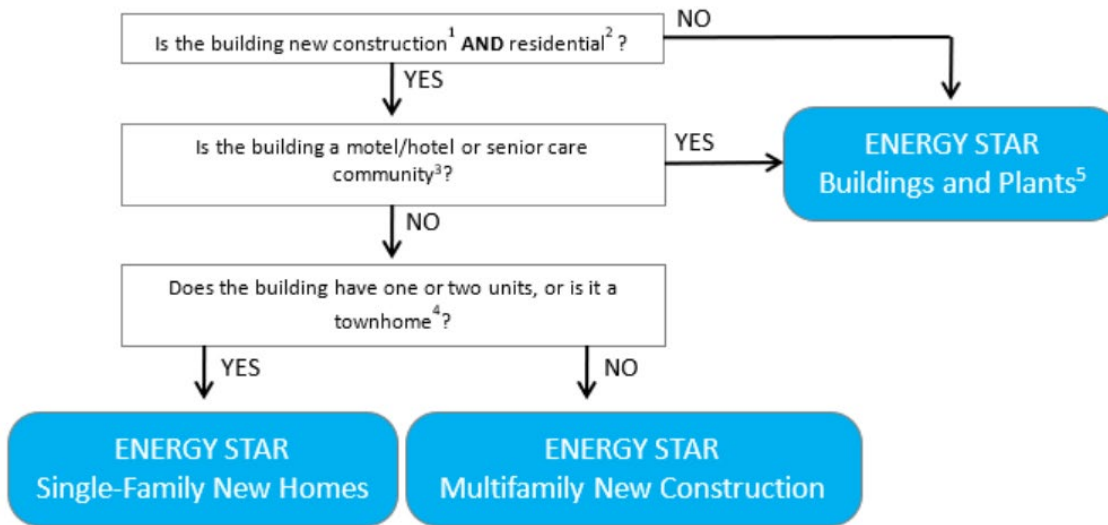 Is the building new construction¹ AND residential² ?
NO
YES
Is the building a motel/hotel or senior care
community³?
YES
ENERGY STAR
Buildings and Plants⁵
NO
Does the building have one or two units, or is it a
townhome⁴?
YES
NO
ENERGY STAR
Single-Family New Homes
ENERGY STAR
Multifamily New Construction